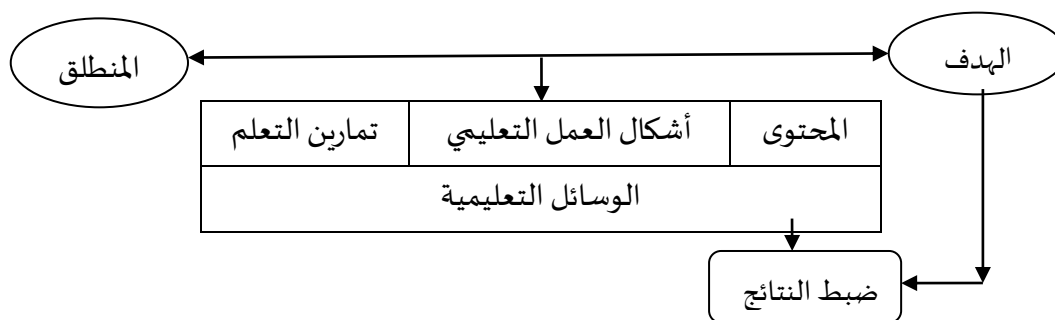 الهدف
المنطلق
المحتوى
أشكال العمل التعليمي
تمارين التعلم
الوسائل التعليمية
ضبط النتائج